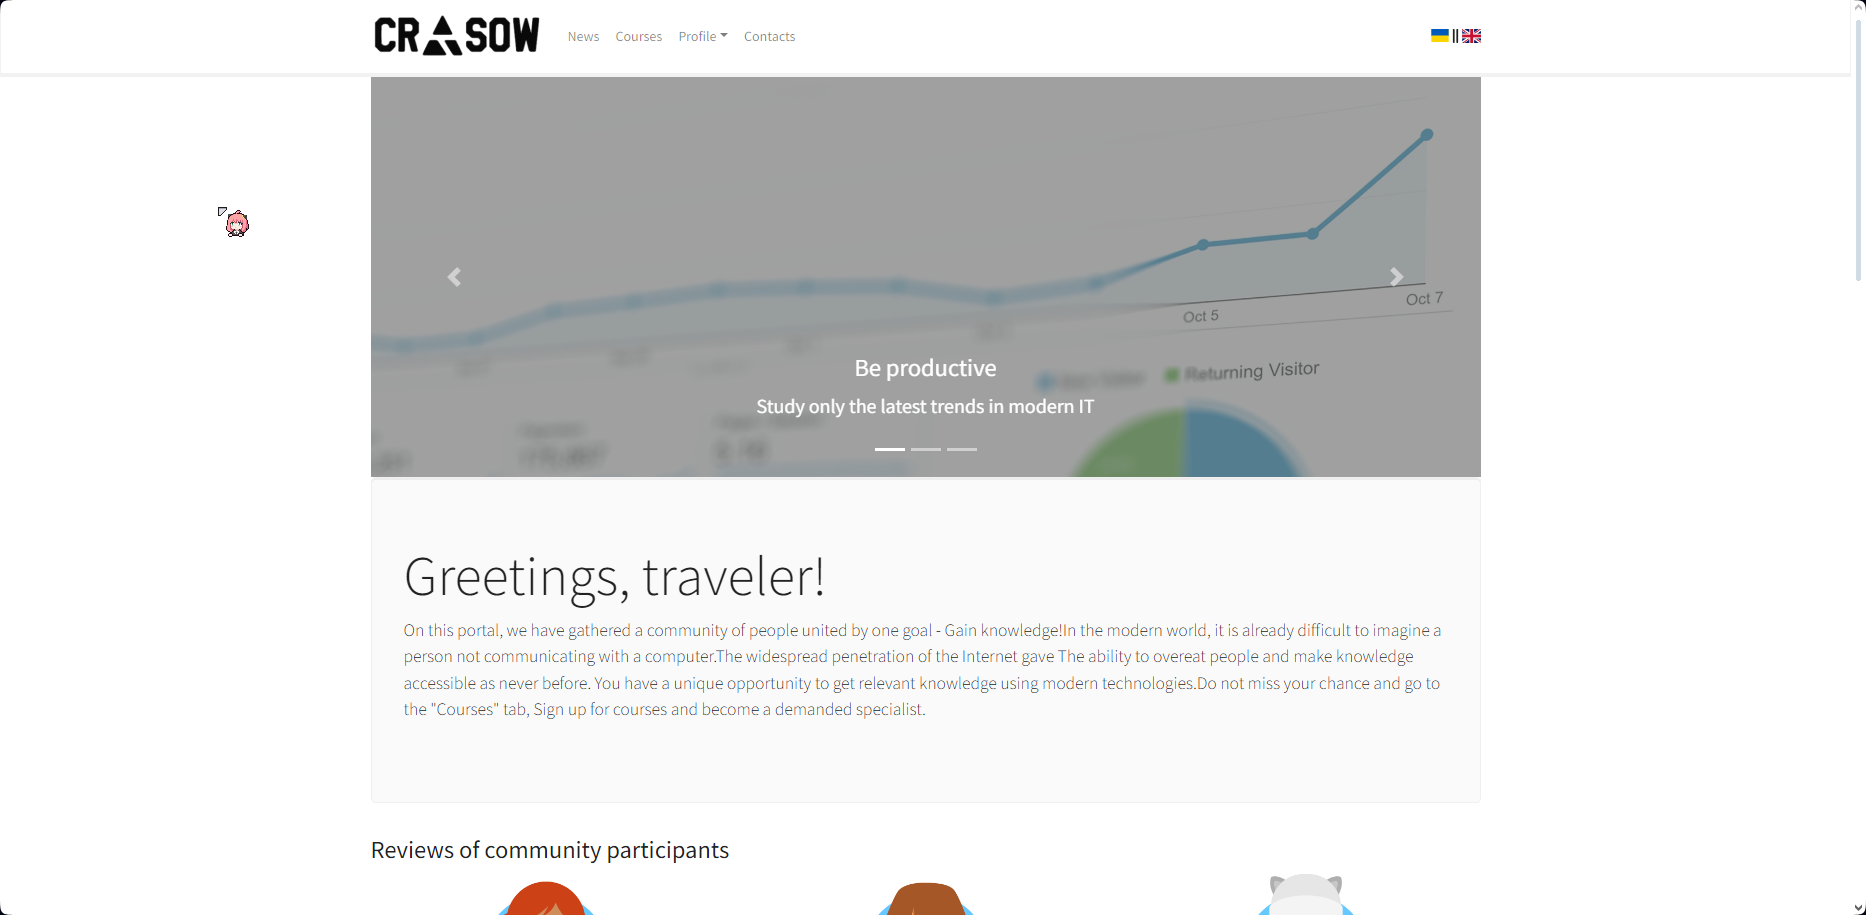 CRASOW
News Courses Profile Contacts
Oct 7
Oct 5
Be productive
Returning Visitor
Study only the latest trends in modern IT
Greetings, traveler!
On this portal, we have gathered a community of people united by one goal - Gain knowledge!In the modern world, it is already difficult to imagine a
person not communicating with a computer.The widespread penetration of the Internet gave The ability to overeat people and make knowledge
accessible as never before. You have a unique opportunity to get relevant knowledge using modern technologies.Do not miss your chance and go to
the "Courses" tab, Sign up for courses and become a demanded specialist.
Reviews of community participants